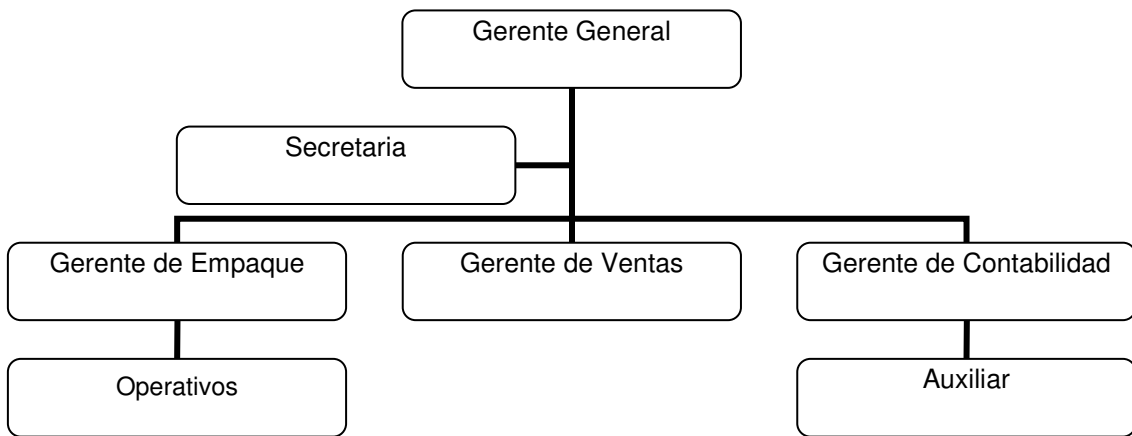 Gerente General
Secretaria
Gerente de Empaque
Gerente de Ventas
Gerente de Contabilidad
Operativos
Auxiliar